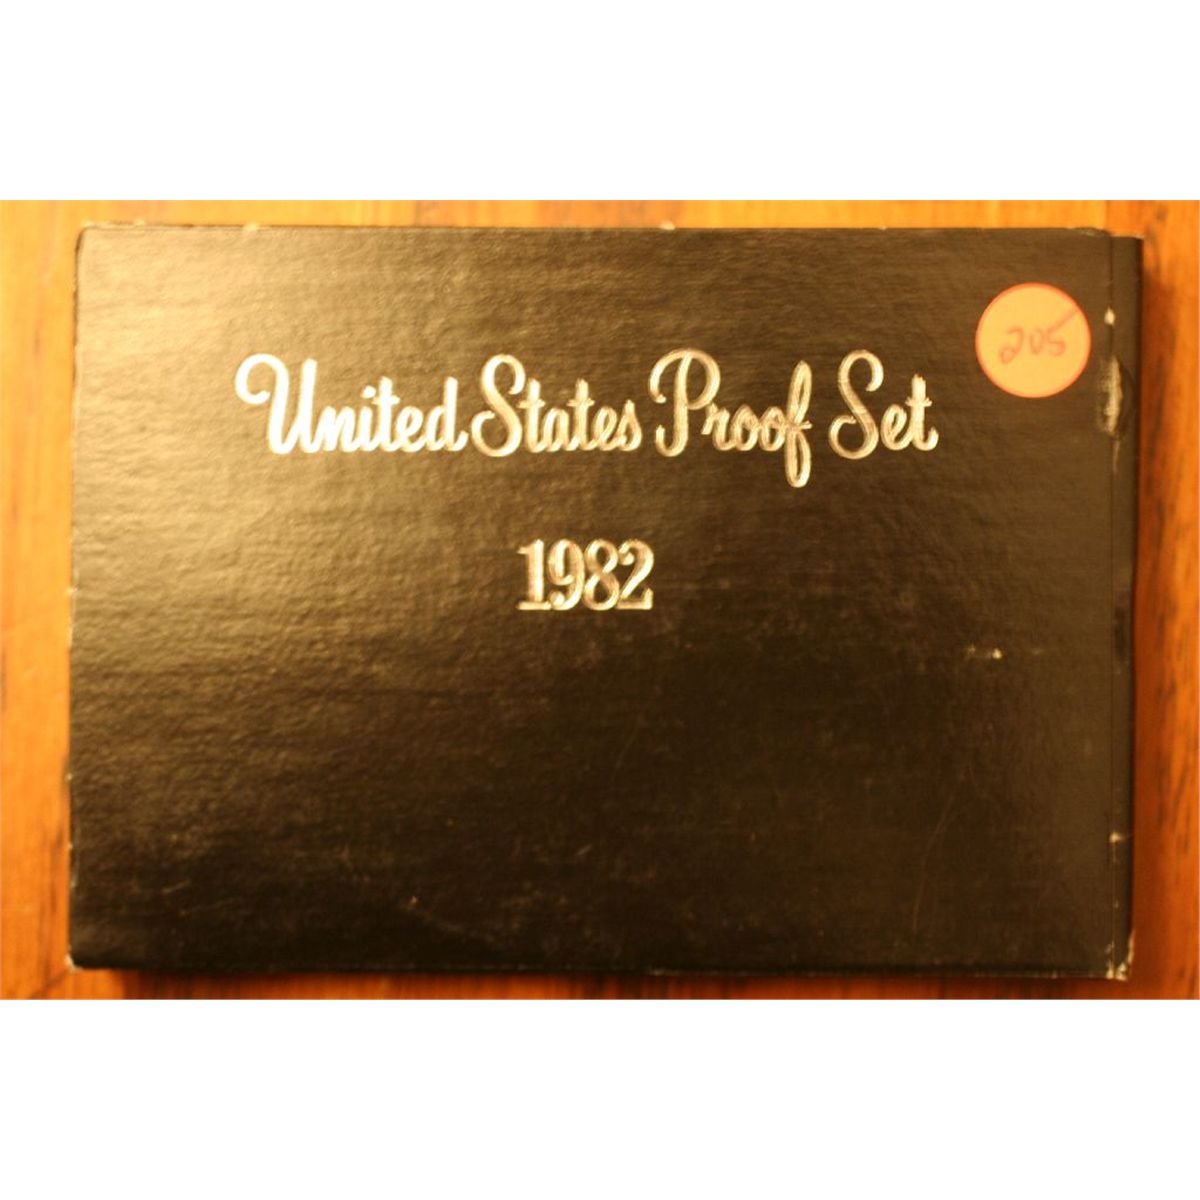 205
United States Proof Set
1982